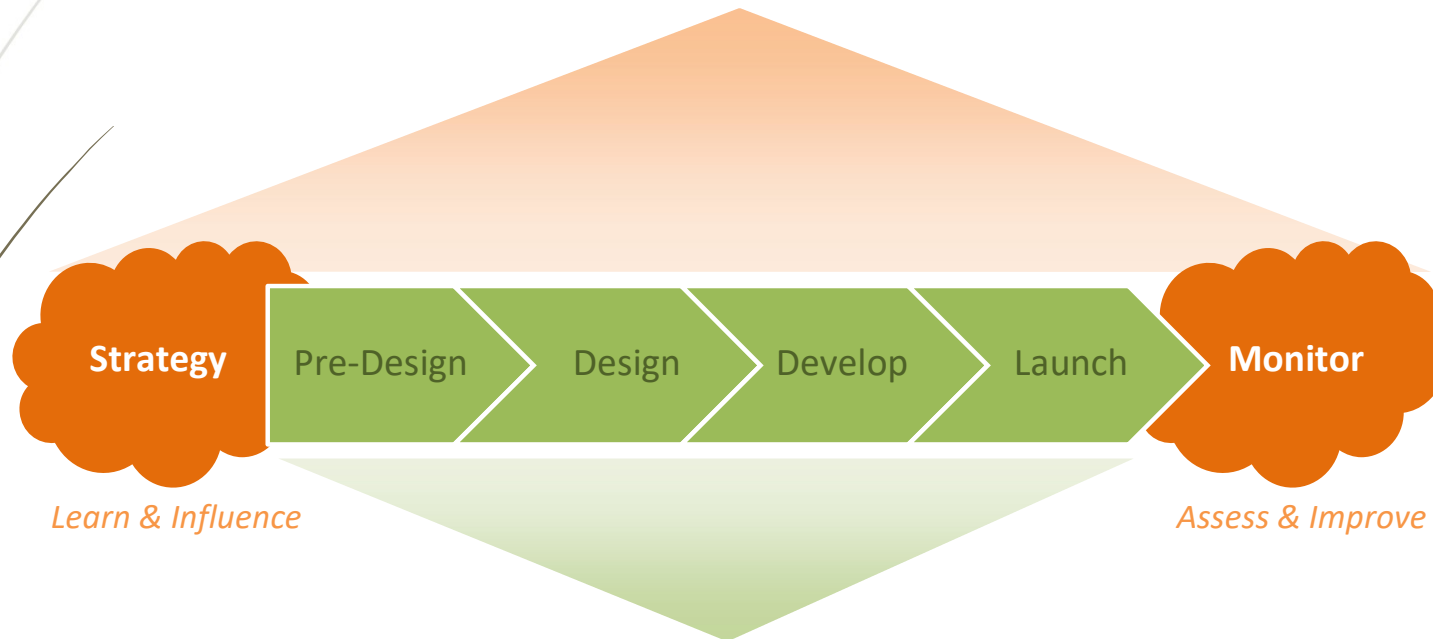 Strategy
Pre-Design
Design
Develop
Launch
Monitor
Learn & Influence
Assess & Improve